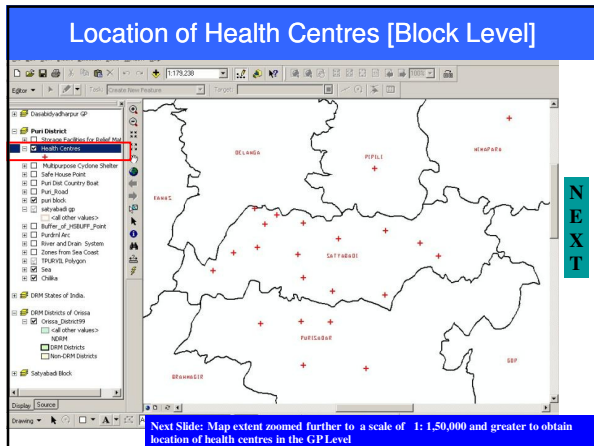 Location of Health Centres [Block Level]
1:179,238
100%
Editor
Task:
Create New Feature
Target:
Dasabidyadharpur GP
Puri District
Storage Facilities for Relief Mat
Health Centres
Multipurpose Cyclone Shelter
Safe House Point
Puri Dist Country Boat
Puri_Road
puri block
satyabadi gp
<all other values>
Buffer_of_HSBUFF_Point
Purdrnl Arc
River and Drain System
Zones from Sea Coast
TPURVIL Polygon
Sea
Chilika
DRM States of India.
DRM Districts of Orissa
Orissa_District99
<all other values>
NDRM
DRM Districts
Non-DRM Districts
Satyabadi Block
Display
Source
Drawing
A
DELANGA
PIPILI
NIMAPARA
KANAS
SATYABADI
PURISADAR
GOP
BRAHMAGIR
NEXT
Next Slide: Map extent zoomed further to a scale of 1: 1,50,000 and greater to obtain
location of health centres in the GP Level